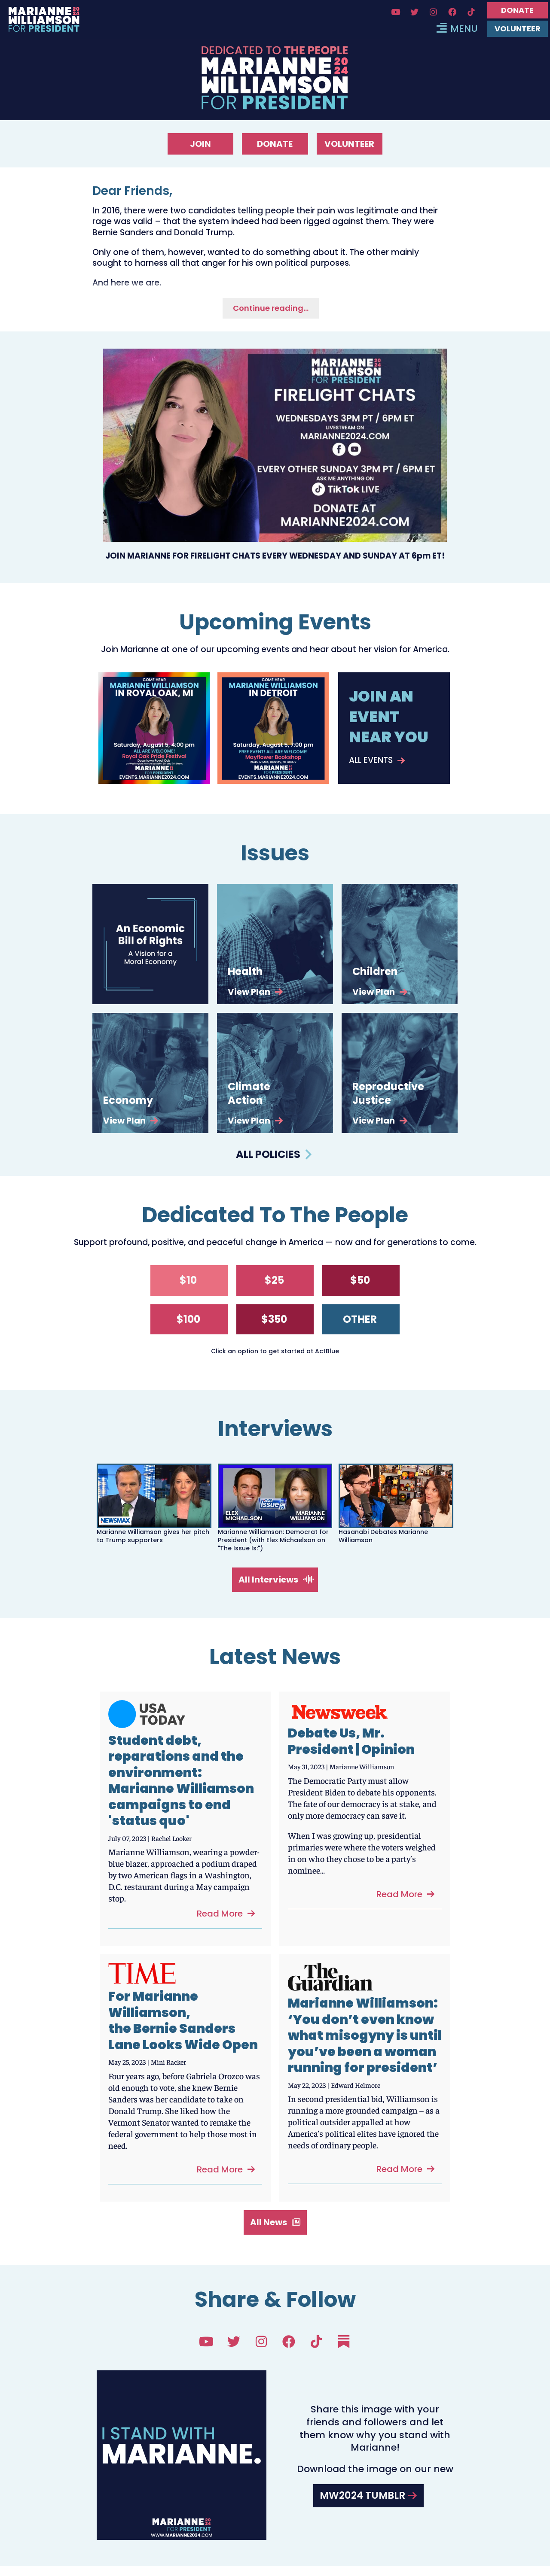 MARIANNE
WILLIAMSON
FOR PRESIDENT
2024
DONATE
MENU
VOLUNTEER
DEDICATED TO THE PEOPLE
MARIANNE 2024
WILLIAMSON
FOR PRESIDENT
JOIN
DONATE
VOLUNTEER
Dear Friends,
In 2016, there were two candidates telling people their pain was legitimate and their
rage was valid – that the system indeed had been rigged against them. They were
Bernie Sanders and Donald Trump.
Only one of them, however, wanted to do something about it. The other mainly
sought to harness all that anger for his own political purposes.
And here we are.
Continue reading...
MARIANNE
WILLIAMSON
FOR PRESIDENT
FIRELIGHT CHATS
WEDNESDAYS 3PM PT / 6PM ET
LIVESTREAM ON
MARIANNE2024.COM
EVERY OTHER SUNDAY 3PM PT / 6PM ET
ASK ME ANYTHING ON
TikTok LIVE
DONATE AT
MARIANNE2024.COM
JOIN MARIANNE FOR FIRELIGHT CHATS EVERY WEDNESDAY AND SUNDAY AT 6pm ET!
Upcoming Events
Join Marianne at one of our upcoming events and hear about her vision for America.
COME HEAR
MARIANNE WILLIAMSON
IN ROYAL OAK, MI
Saturday, August 5, 4:00 pm
ALL ARE WELCOME!
Royal Oak Pride Festival
MARIANNE
FOR PRESIDENT
EVENTS.MARIANNE2024.COM
COME HEAR
MARIANNE WILLIAMSON
IN DETROIT
Saturday, August 5, 7:00 pm
FREE EVENT! ALL ARE WELCOME!
Mayflower Bookshop
MARIANNE
FOR PRESIDENT
EVENTS.MARIANNE2024.COM
JOIN AN
EVENT
NEAR YOU
ALL EVENTS
Issues
An Economic
Bill of Rights
A Vision for a
Moral Economy
Health
View Plan
Children
View Plan
Economy
View Plan
Climate
Action
View Plan
Reproductive
Justice
View Plan
ALL POLICIES
Dedicated To The People
Support profound, positive, and peaceful change in America — now and for generations to come.
$10
$25
$50
$100
$350
OTHER
Click an option to get started at ActBlue
Interviews
NEWSMAX
Marianne Williamson gives her pitch
to Trump supporters
ELEX
MICHAELSON
THE Issue IS:
MARIANNE
WILLIAMSON
Marianne Williamson: Democrat for
President (with Elex Michaelson on
"The Issue Is:")
Hasanabi Debates Marianne
Williamson
All Interviews
Latest News
USA
TODAY
Student debt,
reparations and the
environment:
Marianne Williamson
campaigns to end
'status quo'
July 07, 2023 | Rachel Looker
Marianne Williamson, wearing a powder-
blue blazer, approached a podium draped
by two American flags in a Washington,
D.C. restaurant during a May campaign
stop.
Read More
Newsweek
Debate Us, Mr.
President | Opinion
May 31, 2023 | Marianne Williamson
The Democratic Party must allow
President Biden to debate his opponents.
The fate of our democracy is at stake, and
only more democracy can save it.
When I was growing up, presidential
primaries were where the voters weighed
in on who they chose to be a party's
nominee...
Read More
TIME
For Marianne
Williamson,
the Bernie Sanders
Lane Looks Wide Open
May 25, 2023 | Mini Racker
Four years ago, before Gabriela Orozco was
old enough to vote, she knew Bernie
Sanders was her candidate to take on
Donald Trump. She liked how the
Vermont Senator wanted to remake the
federal government to help those most in
need.
Read More
The
Guardian
Marianne Williamson:
‘You don’t even know
what misogyny is until
you’ve been a woman
running for president’
May 22, 2023 | Edward Helmore
In second presidential bid, Williamson is
running a more grounded campaign – as a
political outsider appalled at how
America’s political elites have ignored the
needs of ordinary people.
Read More
All News
Share & Follow
I STAND WITH
MARIANNE.
MARIANNE
FOR PRESIDENT
WWW.MARIANNE2024.COM
Share this image with your
friends and followers and let
them know why you stand with
Marianne!
Download the image on our new
MW2024 TUMBLR